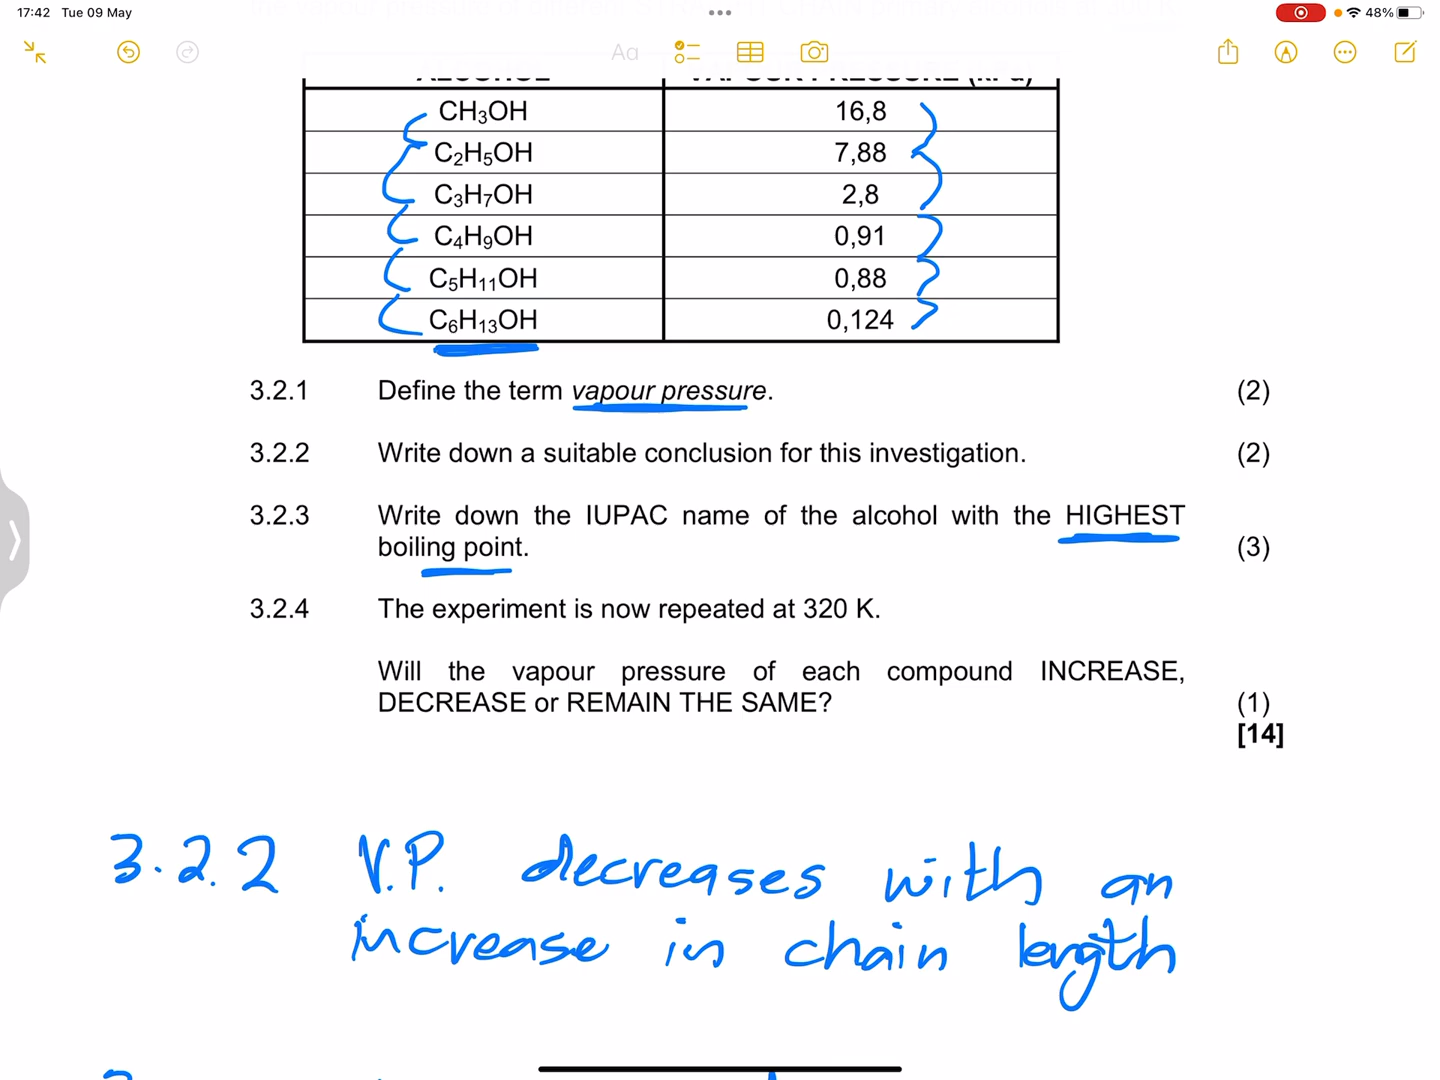 17:42 Tue 09 May
48%
Aa
ALCOHOL VAPOUR PRESSURE (kPa)
CH₃OH 16,8
C₂H₅OH 7,88
C₃H₇OH 2,8
C₄H₉OH 0,91
C₅H₁₁OH 0,88
C₆H₁₃OH 0,124
3.2.1 Define the term vapour pressure. (2)
3.2.2 Write down a suitable conclusion for this investigation. (2)
3.2.3 Write down the IUPAC name of the alcohol with the HIGHEST
boiling point. (3)
3.2.4 The experiment is now repeated at 320 K.
Will the vapour pressure of each compound INCREASE,
DECREASE or REMAIN THE SAME? (1)
[14]
3.2.2 V.P. decreases with an
increase in chain length